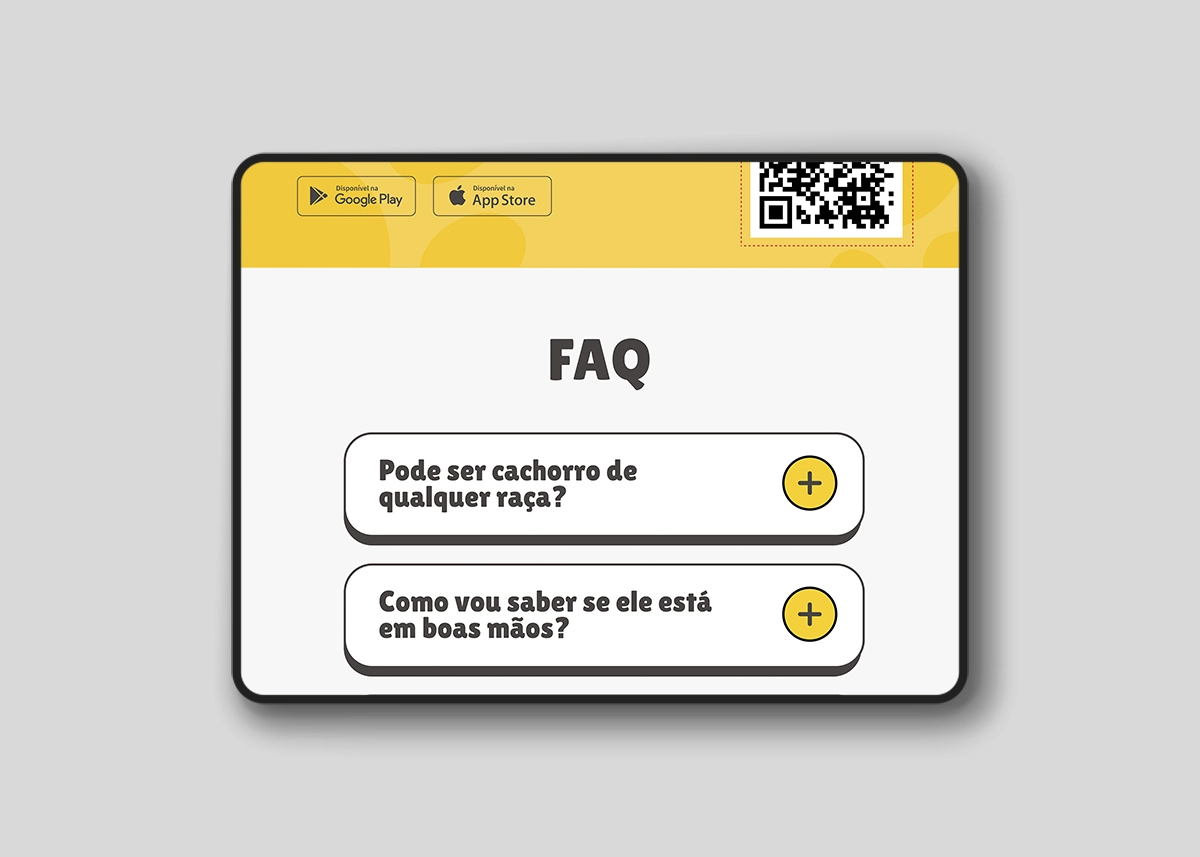 Disponível na
Google Play
Disponível na
App Store
FAQ
Pode ser cachorro de
qualquer raça?
Como vou saber se ele está
em boas mãos?